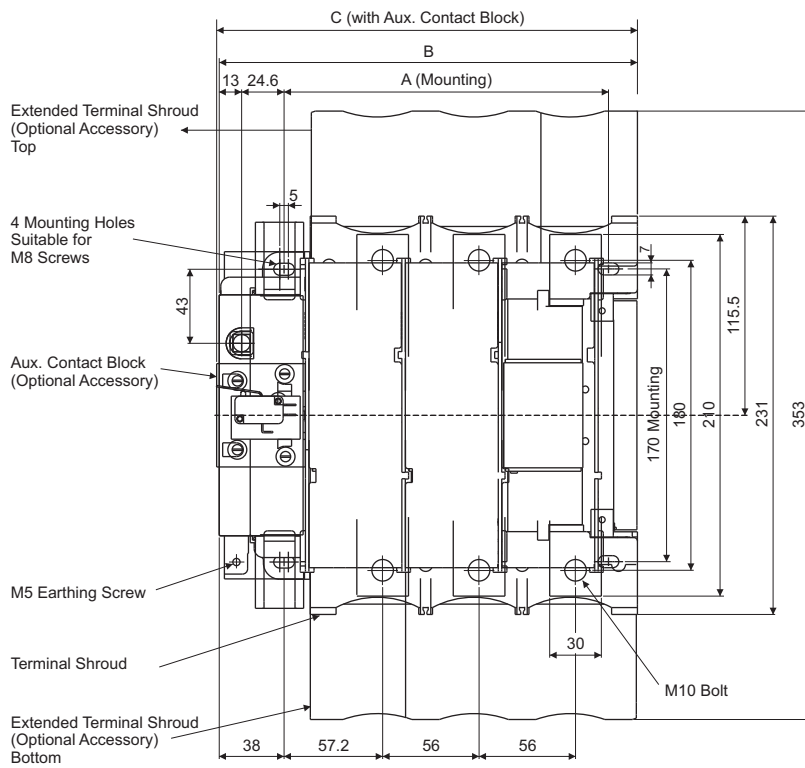 C (with Aux. Contact Block)
B
13
24.6
A (Mounting)
Extended Terminal Shroud
(Optional Accessory)
Top
5
4 Mounting Holes
Suitable for
M8 Screws
7
43
115.5
Aux. Contact Block
(Optional Accessory)
170 Mounting
180
210
231
353
M5 Earthing Screw
Terminal Shroud
30
M10 Bolt
Extended Terminal Shroud
(Optional Accessory)
Bottom
38
57.2
56
56